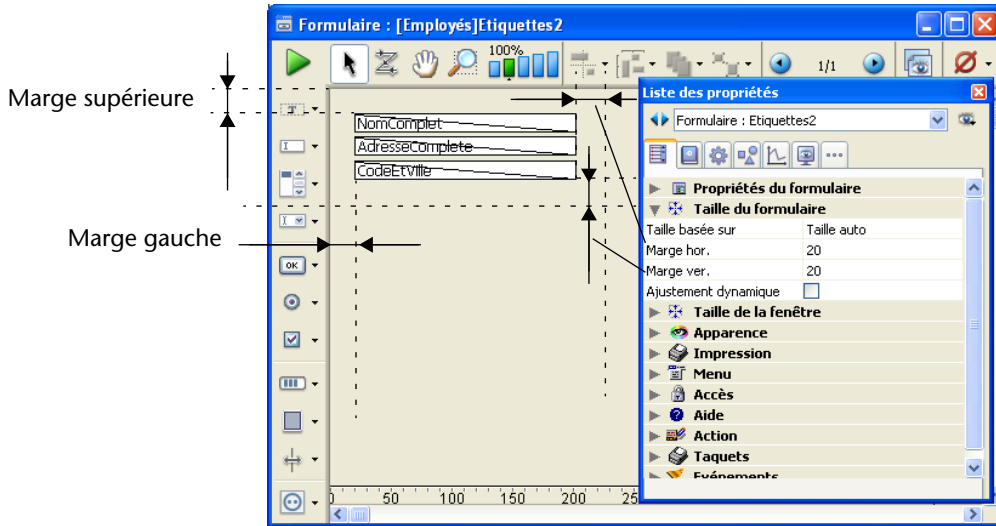 Formulaire : [Employés]Etiquettes2
100%
1/1
Marge supérieure
Marge gauche
NomComplet
AdresseComplete
CodeEtVille
OK
Liste des propriétés
Formulaire : Etiquettes2
Propriétés du formulaire
Taille du formulaire
Taille basée sur Taille auto
Marge hor. 20
Marge ver. 20
Ajustement dynamique
Taille de la fenêtre
Apparence
Impression
Menu
Accès
Aide
Action
Taquets
Evénements
0 50 100 150 200 25